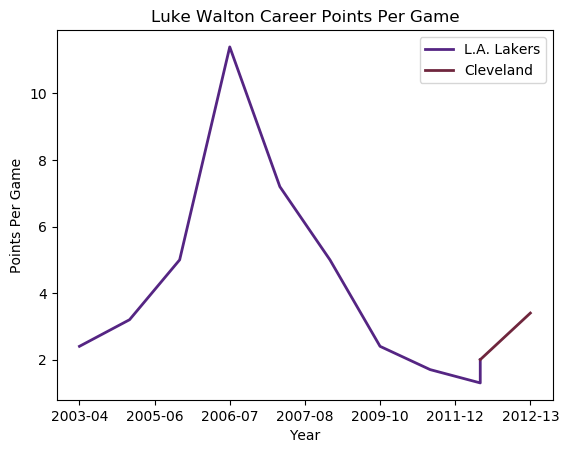 Luke Walton Career Points Per Game
L.A. Lakers
Cleveland
10
8
6
4
2
Points Per Game
2003-04
2005-06
2006-07
2007-08
2009-10
2011-12
2012-13
Year